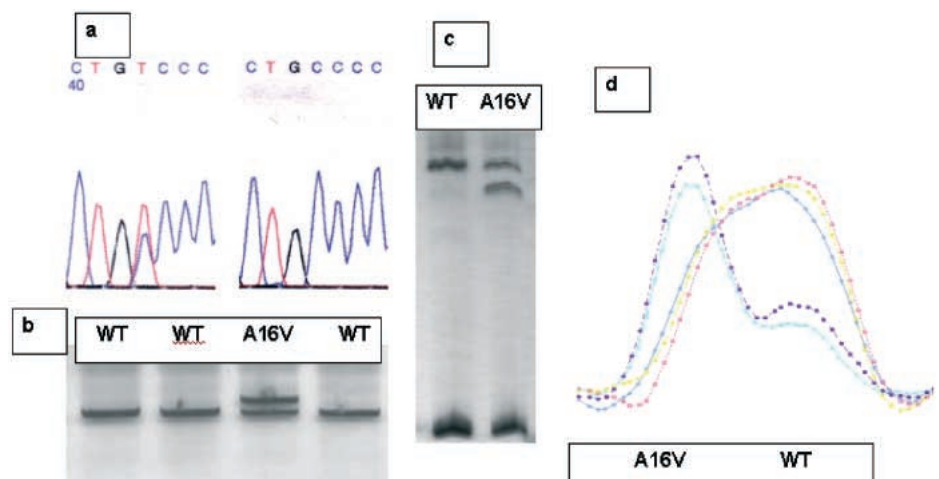 a
C T G T C C C
40
C T G C C C C
b
WT WT A16V WT
c
WT A16V
d
A16V WT